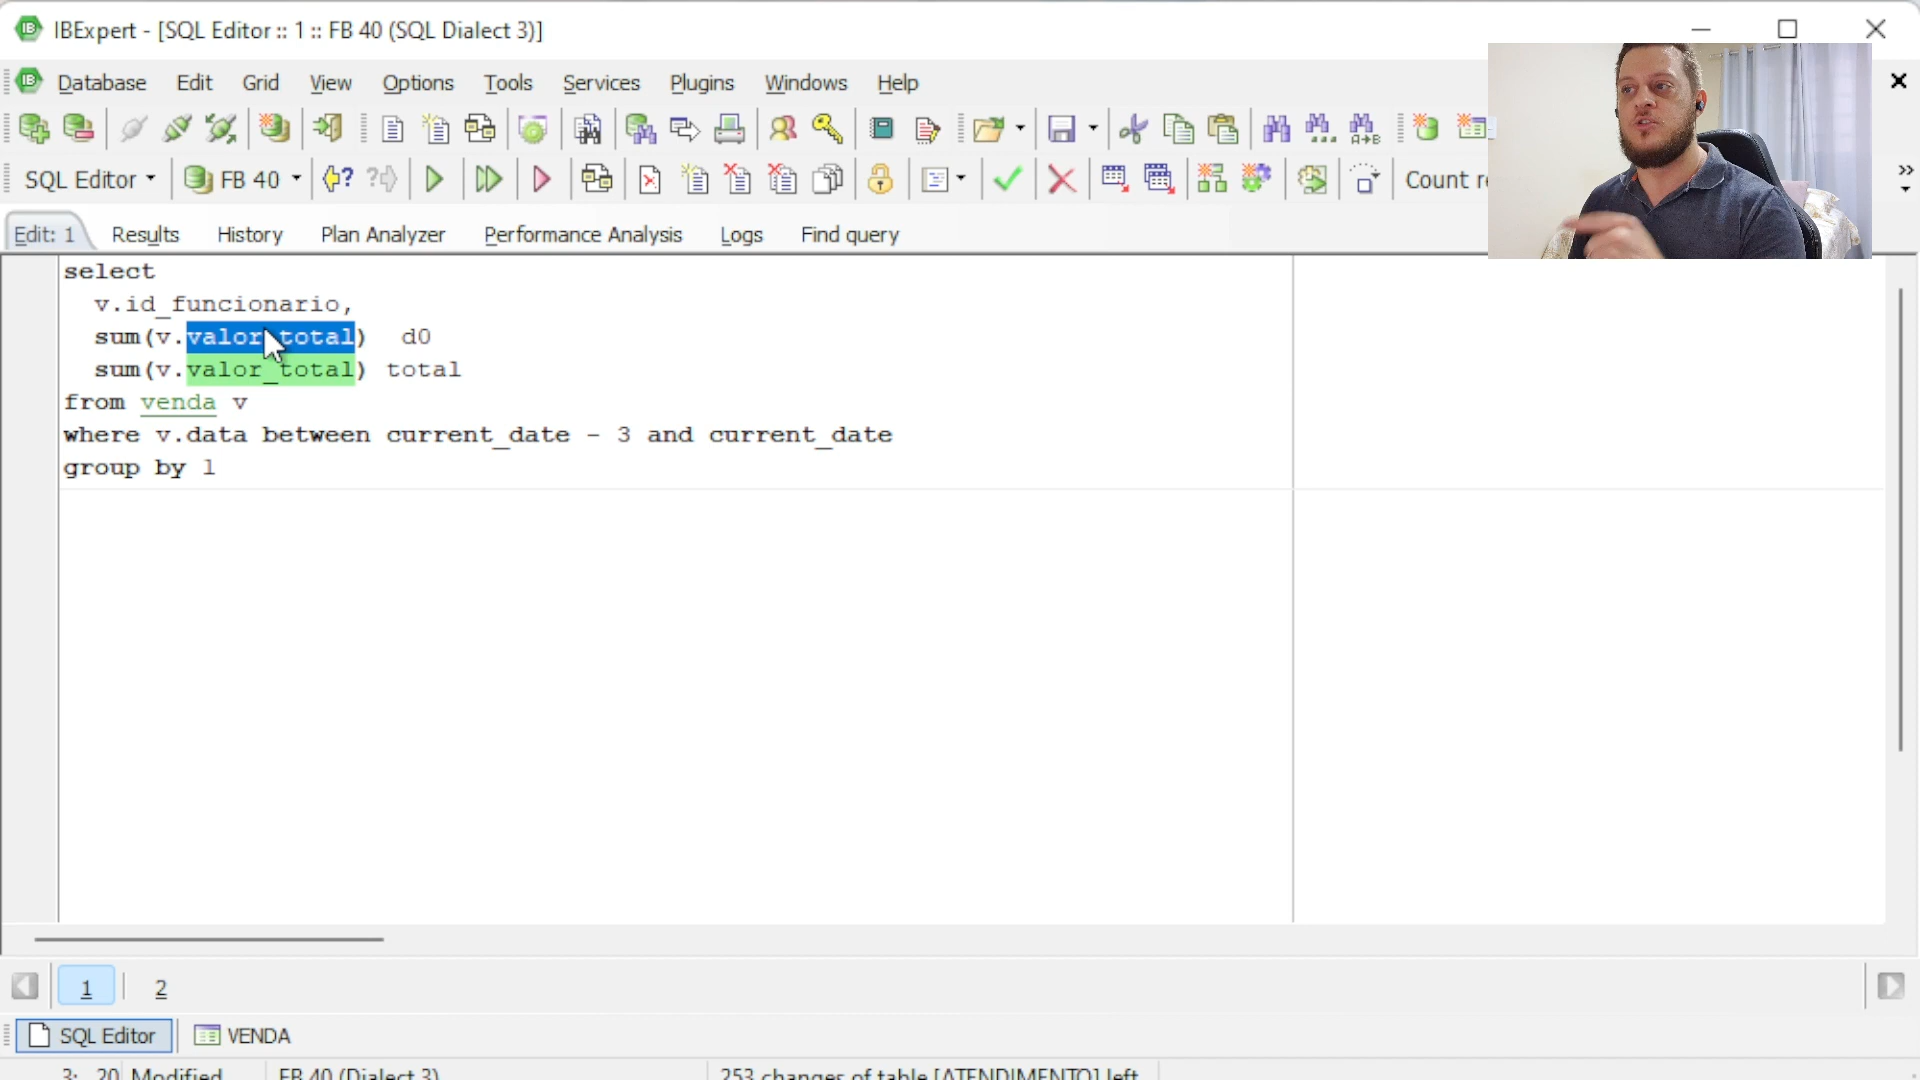 IBExpert - [SQL Editor :: 1 :: FB 40 (SQL Dialect 3)]
Database Edit Grid View Options Tools Services Plugins Windows Help
SQL Editor FB 40 Count r
Edit: 1 Results History Plan Analyzer Performance Analysis Logs Find query
select
v.id_funcionario,
sum(v.valor_total) d0
sum(v.valor_total) total
from venda v
where v.data between current_date - 3 and current_date
group by 1
1 2
SQL Editor VENDA
3: 20 Modified FB 40 (Dialect 3) 253 changes of table [ATENDIMENTO] left